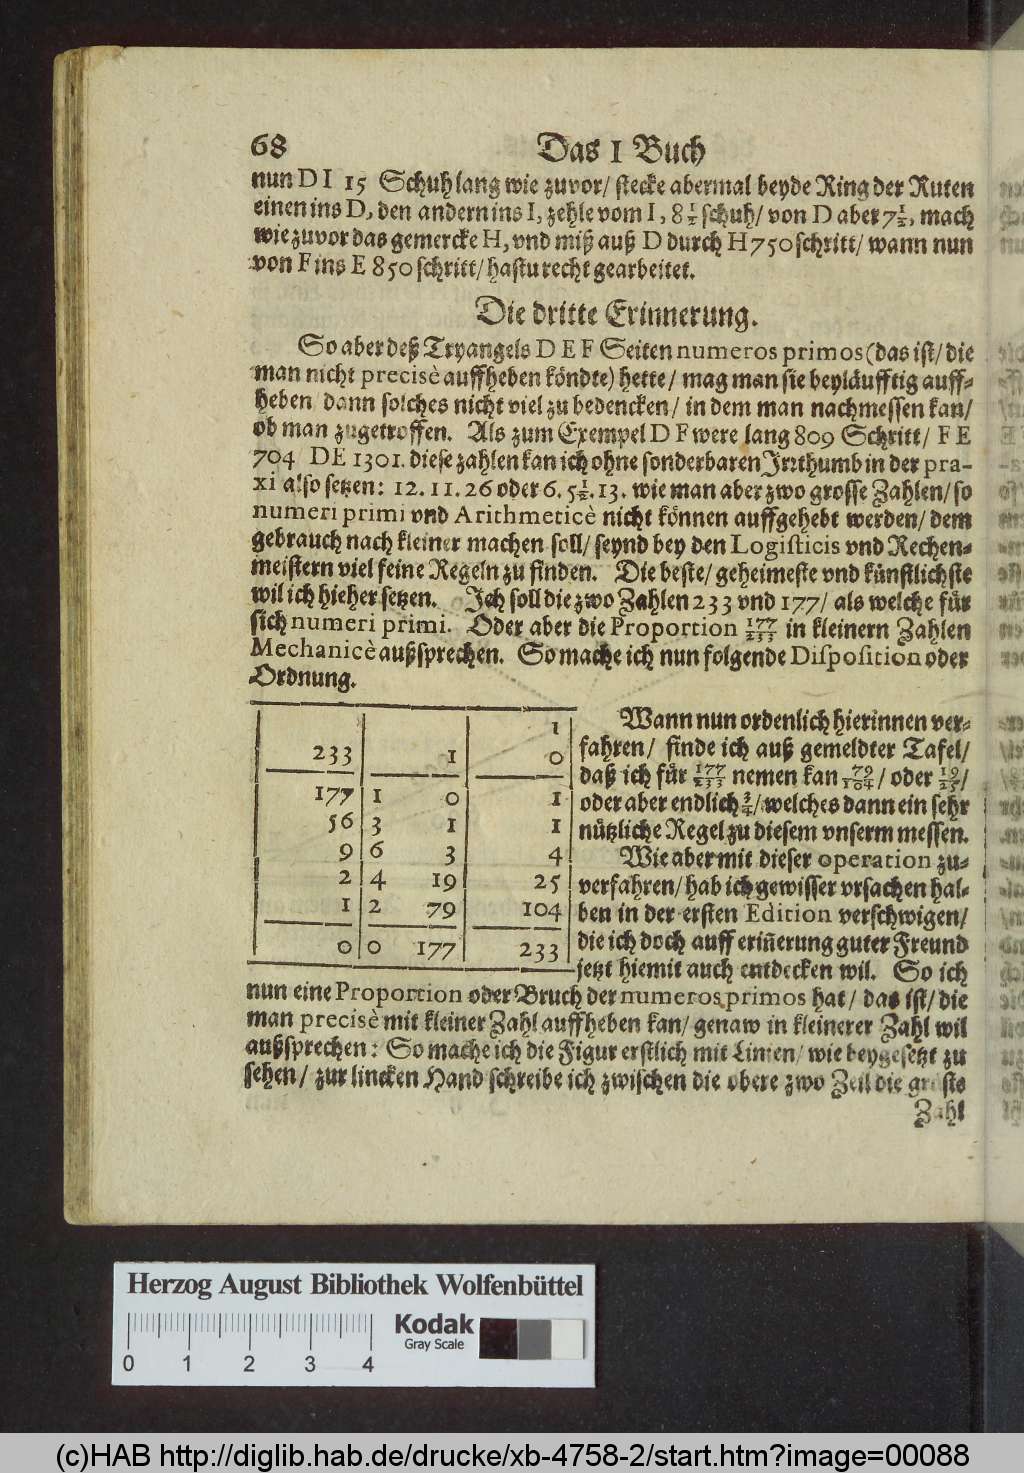 68 Das I Buch
nun D I 15 Schuh lang wie zuvor/ stecke abermal beyde Ring der Ruten
einen ins D, den andern ins I, zehle vom I, 8 1/2 schuh/ von D aber 7 1/2, mach
wie zuvor das gemercke H, vnd miß auß D durch H 750 schritt/ wann nun
von F ins E 850 schritt/ hastu recht gearbeitet.
Die dritte Erinnerung.
So aber deß Tryangels D E F Seiten numeros primos (das ist/ die
man nicht precisè auffheben köndte) hette/ mag man sie beyläufftig auff-
heben dann solches nicht viel zu bedencken/ in dem man nachmessen kan/
ob man zugetroffen. Als zum Exempel D F were lang 809 Schritt/ F E
704 DE 1301. diese zahlen kan ich ohne sonderbaren Irrthumb in der pra-
xi also setzen: 12. 11. 26 oder 6. 5 1/2. 13. wie man aber zwo grosse Zahlen/ so
numeri primi vnd Arithmeticè nicht können auffgehebt werden/ dem
gebrauch nach kleiner machen soll/ seynd bey den Logisticis vnd Rechen-
meistern viel feine Regeln zu finden. Die beste/ geheimeste vnd künstlichste
wil ich hieher setzen. Ich soll die zwo Zahlen 233 vnd 177/ als welche für
sich numeri primi. Oder aber die Proportion 177/233 in kleinern Zahlen
Mechanicè außsprechen. So mache ich nun folgende Disposition oder
Ordnung.
1
233 1 0
177 1 0 1
56 3 1 1
9 6 3 4
2 4 19 25
1 2 79 104
0 0 177 233
Wann nun ordenlich hierinnen ver-
fahren/ finde ich auß gemeldter Tafel/
daß ich für 177/233 nemen kan 79/104/ oder 19/25/
oder aber endlich 3/4/ welches dann ein sehr
nützliche Regel zu diesem vnserm messen.
Wie aber mit dieser operation zu-
verfahren/ hab ich gewisser vrsachen hal-
ben in der ersten Edition verschwigen/
die ich doch auff eriñerung guter Freund
jetzt hiemit auch entdecken wil. So ich
nun eine Proportion oder Bruch der numeros primos hat/ das ist/ die
man precisè mit kleiner Zahl auffheben kan/ genaw in kleinerer Zahl wil
außsprechen: So mache ich die Figur erstlich mit Linien/ wie beygesetzt zu
sehen/ zur lincken Hand schreibe ich zwischen die obere zwo Zeil die gröste
Zahl
Herzog August Bibliothek Wolfenbüttel
Kodak
Gray Scale
0 1 2 3 4
(c)HAB http://diglib.hab.de/drucke/xb-4758-2/start.htm?image=00088